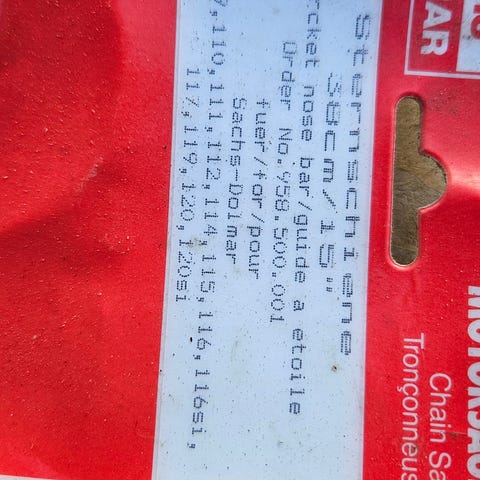 Sternschiene
38cm/15"
rcket nose bar/guide a etoile
Order No.958.500.001
fuer/for/pour
Sachs-Dolmar
,110,111,112,114,115,116,116si,
117,119,120,120si
AR
MOTORSÄ
Chain Sa
Tronçonneus